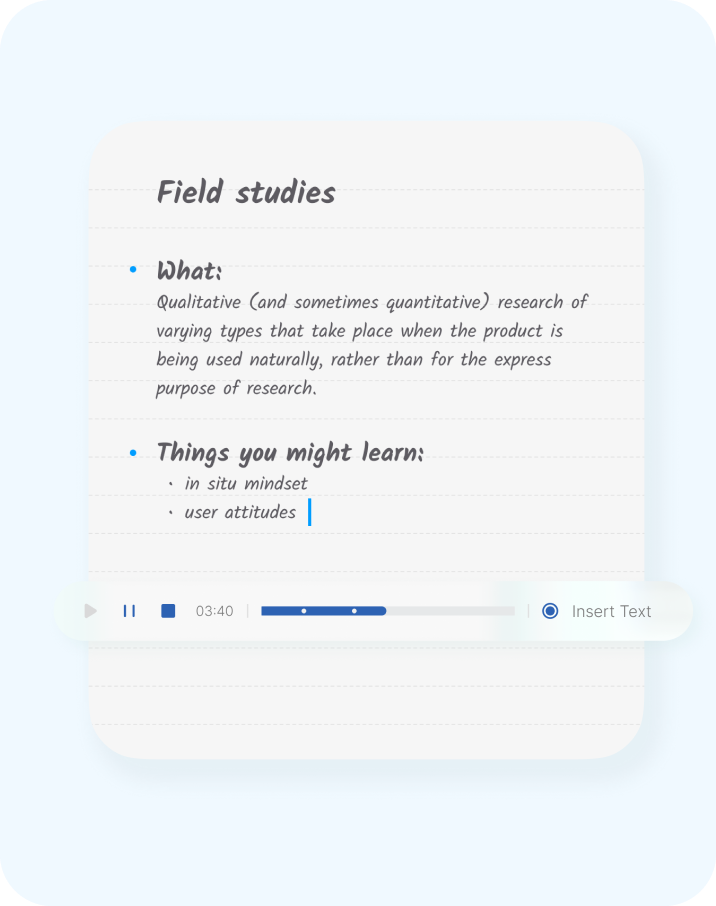 Field studies
• What:
Qualitative (and sometimes quantitative) research of
varying types that take place when the product is
being used naturally, rather than for the express
purpose of research.
• Things you might learn:
· in situ mindset
· user attitudes
03:40 Insert Text